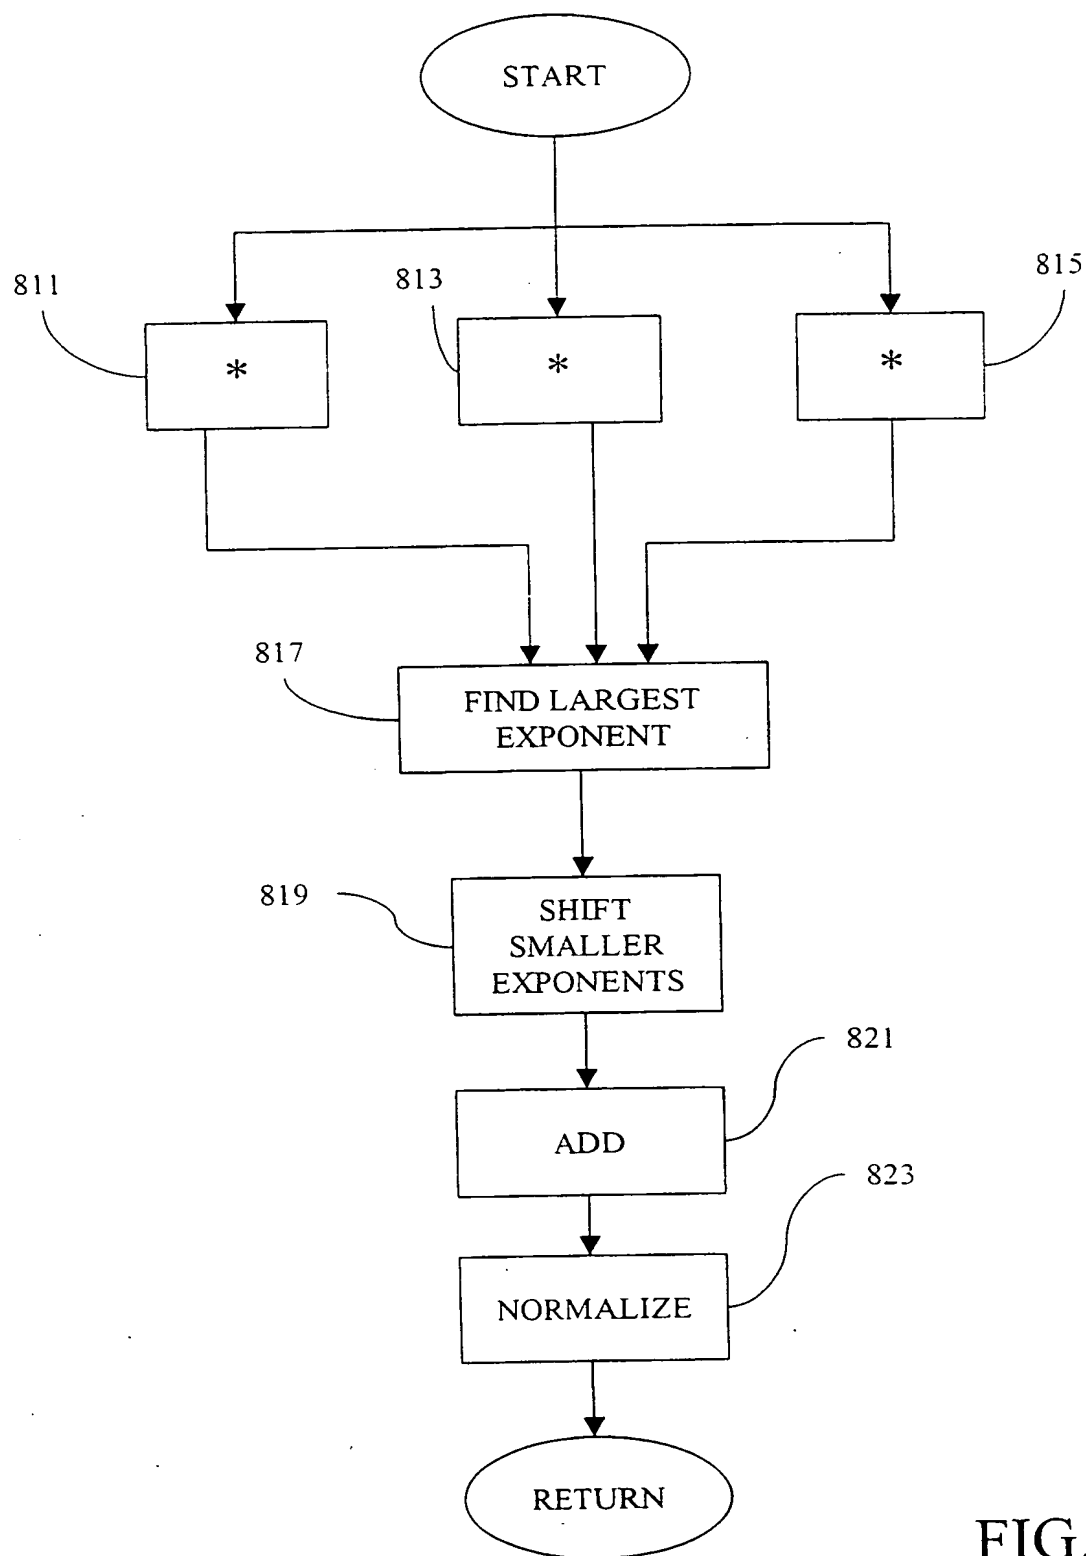 START
811
813
815
*
*
*
817
FIND LARGEST
EXPONENT
819
SHIFT
SMALLER
EXPONENTS
821
ADD
823
NORMALIZE
RETURN
FIG.